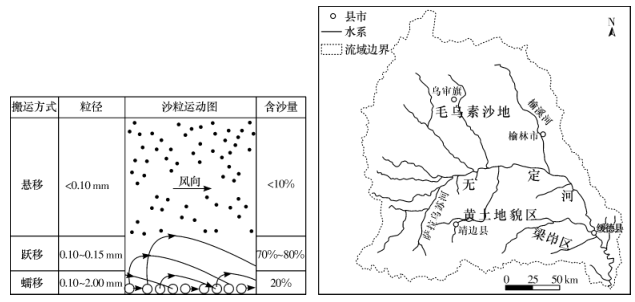 搬运方式 粒径 沙粒运动图 含沙量
悬移 <0.10 mm 风向 <10%
跃移 0.10~0.15 mm 70%~80%
蠕移 0.10~2.00 mm 20%
县市
水系
流域边界
N
乌审旗
毛乌素沙地
榆溪河
榆林市
无定河
萨拉乌苏河
黄土地貌区
靖边县
梁峁区
绥德县
0 25 50 km